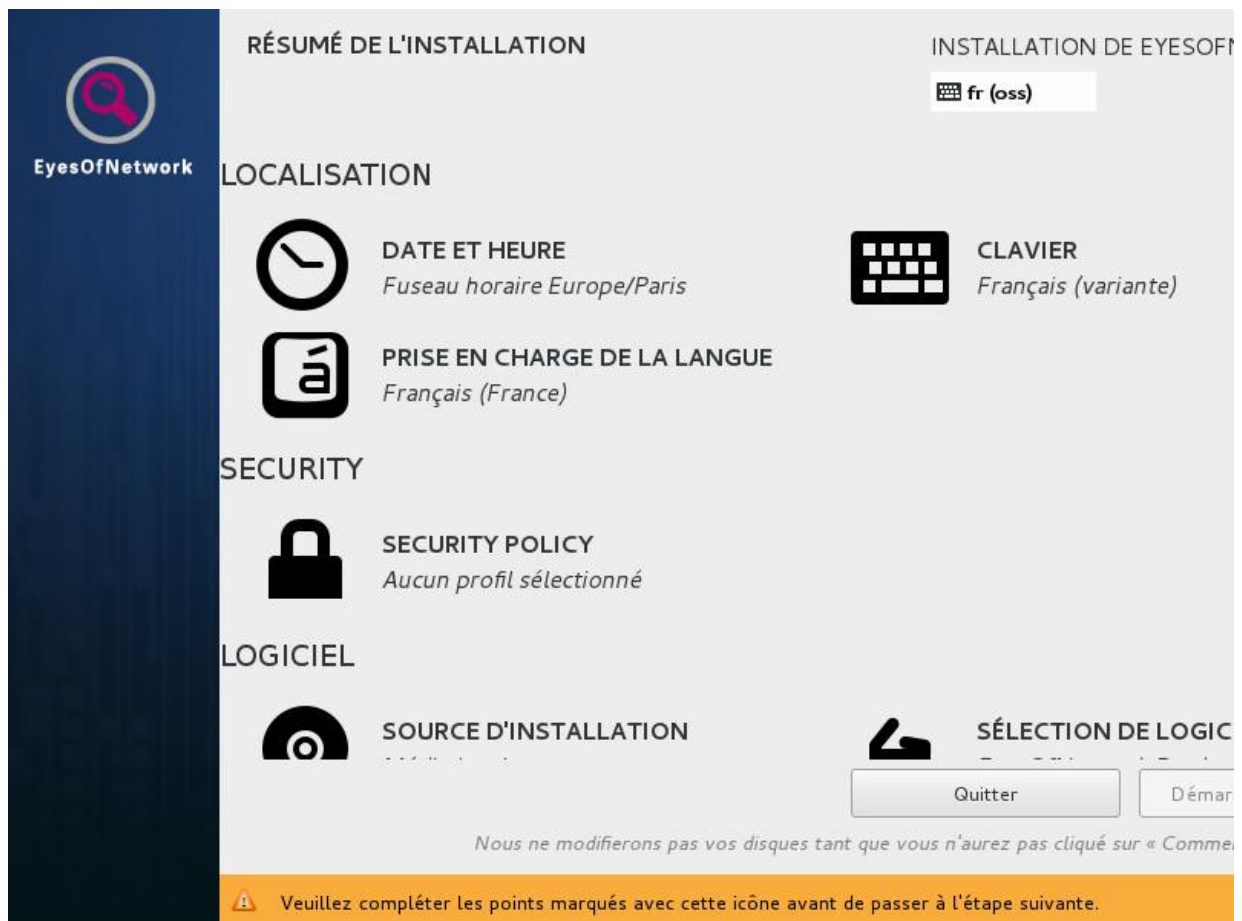 RÉSUMÉ DE L'INSTALLATION
INSTALLATION DE EYESOFN
fr (oss)
EyesOfNetwork
LOCALISATION
DATE ET HEURE
Fuseau horaire Europe/Paris
CLAVIER
Français (variante)
PRISE EN CHARGE DE LA LANGUE
Français (France)
SECURITY
SECURITY POLICY
Aucun profil sélectionné
LOGICIEL
SOURCE D'INSTALLATION
SÉLECTION DE LOGIC
Quitter
Démar
Nous ne modifierons pas vos disques tant que vous n'aurez pas cliqué sur « Comme
Veuillez compléter les points marqués avec cette icône avant de passer à l'étape suivante.